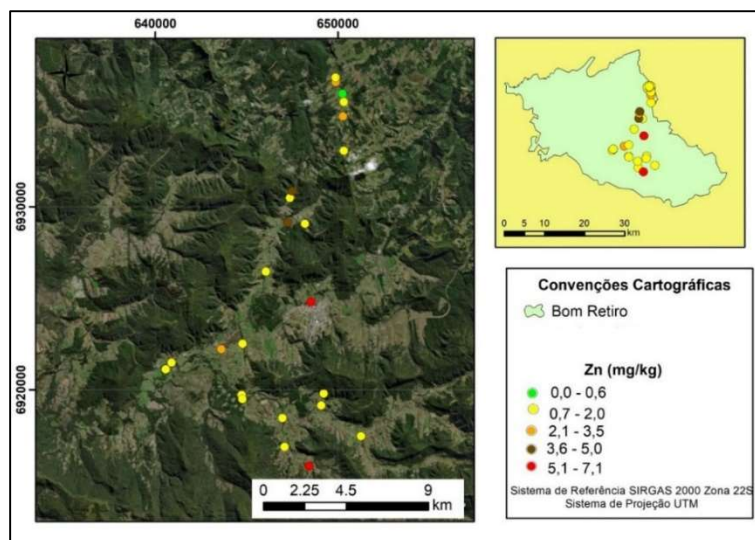 640000 650000
6930000
6920000
0 2.25 4.5 9
km
0 5 10 20 30
km
Convenções Cartográficas
Bom Retiro
Zn (mg/kg)
0,0 - 0,6
0,7 - 2,0
2,1 - 3,5
3,6 - 5,0
5,1 - 7,1
Sistema de Referência SIRGAS 2000 Zona 22S
Sistema de Projeção UTM